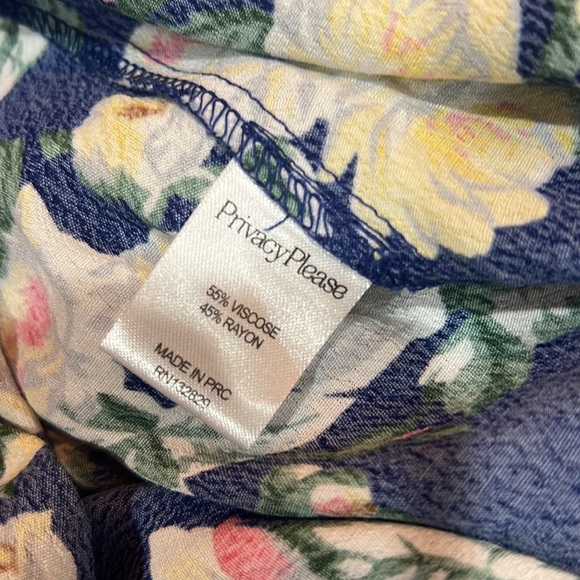 PrivacyPlease
55% VISCOSE
45% RAYON
MADE IN PRC
RN132829